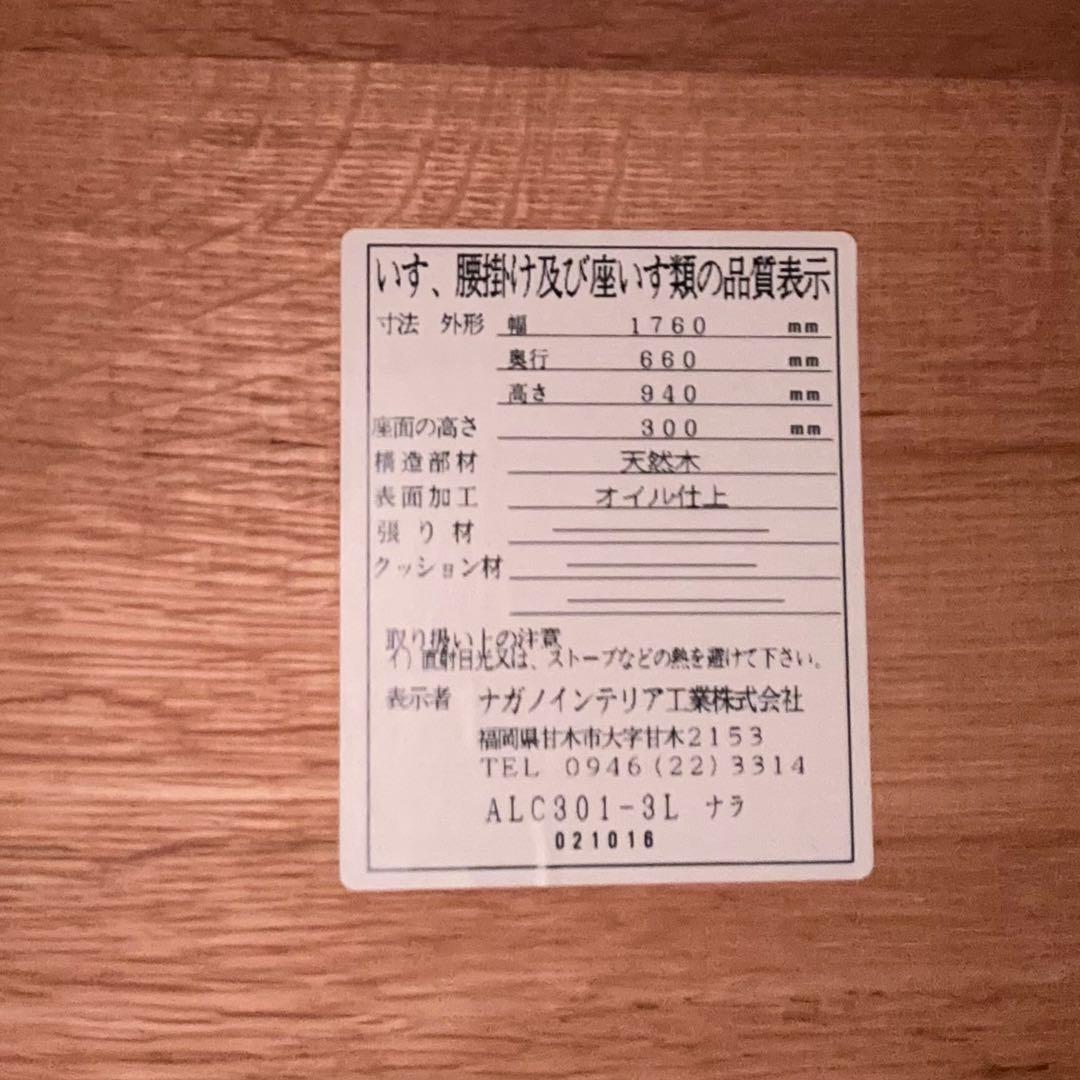 いす、腰掛け及び座いす類の品質表示
寸法 外形 幅 1760 mm
奥行 660 mm
高さ 940 mm
座面の高さ 300 mm
構造部材 天然木
表面加工 オイル仕上
張り材
クッション材
取り扱い上の注意
イ）直射日光又は、ストーブなどの熱を避けて下さい。
表示者 ナガノインテリア工業株式会社
福岡県甘木市大字甘木2153
TEL 0946(22)3314
ALC301-3L ナラ
021016